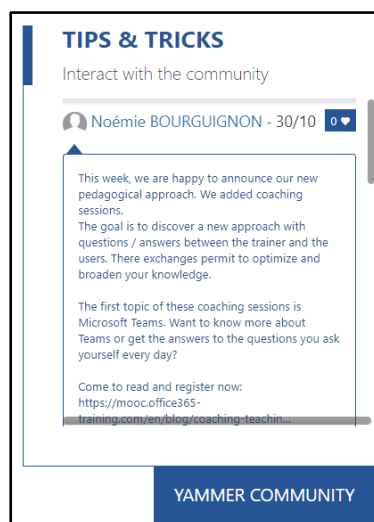 TIPS & TRICKS
Interact with the community
Noémie BOURGUIGNON - 30/10 0
This week, we are happy to announce our new
pedagogical approach. We added coaching
sessions.
The goal is to discover a new approach with
questions / answers between the trainer and the
users. There exchanges permit to optimize and
broaden your knowledge.
The first topic of these coaching sessions is
Microsoft Teams. Want to know more about
Teams or get the answers to the questions you ask
yourself every day?
Come to read and register now:
https://mooc.office365-
training.com/en/blog/coaching-teachin...
YAMMER COMMUNITY